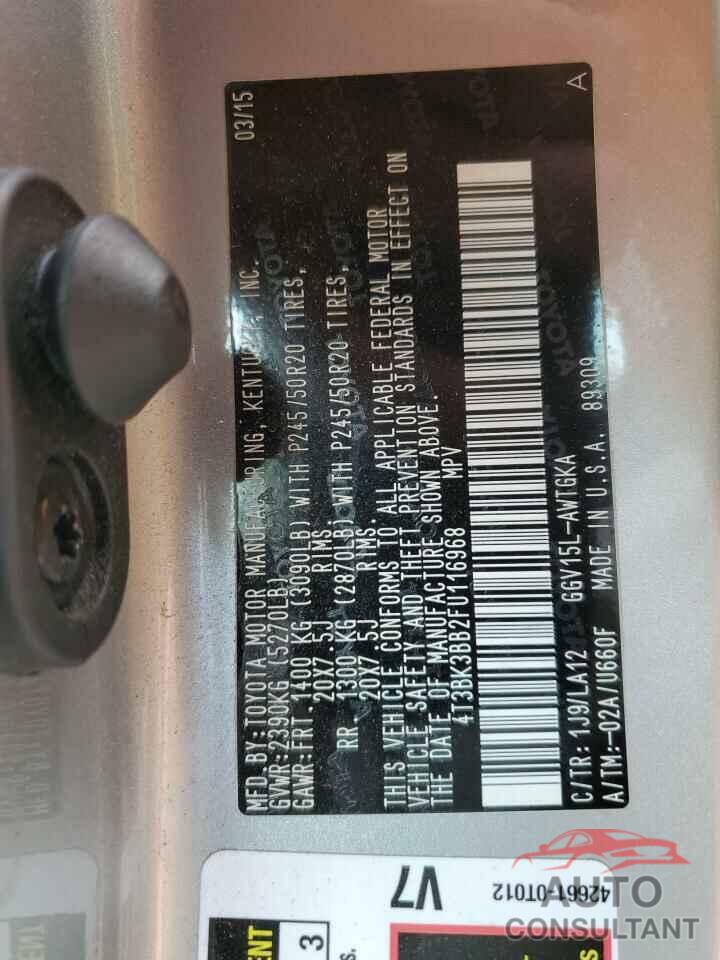 MFD.BY:TOYOTA MOTOR MANUFACTURING, KENTUCKY, INC. 03/15
GVWR:2390KG (5270LB)
GAWR:FRT.1400 KG (3090LB) WITH P245/50R20 TIRES,
20X7.5J RIMS.
RR. 1300 KG (2870LB) WITH P245/50R20 TIRES,
20X7.5J RIMS.
THIS VEHICLE CONFORMS TO ALL APPLICABLE FEDERAL MOTOR
VEHICLE SAFETY AND THEFT PREVENTION STANDARDS IN EFFECT ON
THE DATE OF MANUFACTURE SHOWN ABOVE.
4T3BK3BB2FU116968 MPV
C/TR: 1J9/LA12 GGV15L-AWTGKA
A/TM:-02A/U660F MADE IN U.S.A. 89309 A
V7
42661-0T012
3
AUTO
CONSULTANT